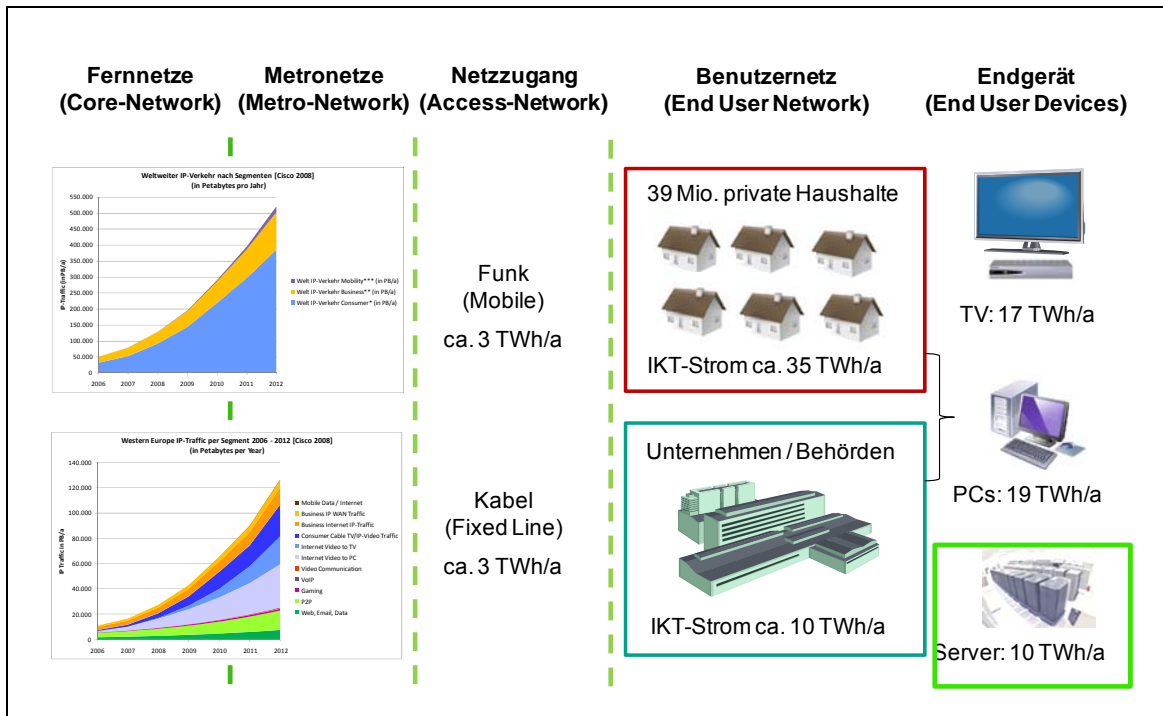 Fernnetze
(Core-Network)
Metronetze
(Metro-Network)
Netzzugang
(Access-Network)
Benutzernetz
(End User Network)
Endgerät
(End User Devices)
Weltweiter IP-Verkehr nach Segmenten [Cisco 2008]
(in Petabytes pro Jahr)
IP-Traffic (in PB/a)
550.000
500.000
450.000
400.000
350.000
300.000
250.000
200.000
150.000
100.000
50.000
0
2006 2007 2008 2009 2010 2011 2012
Welt IP-Verkehr Mobility*** (in PB/a)
Welt IP-Verkehr Business** (in PB/a)
Welt IP-Verkehr Consumer* (in PB/a)
Western Europe IP-Traffic per Segment 2006 - 2012 [Cisco 2008]
(in Petabytes per Year)
IP Traffic in PB/a
140.000
120.000
100.000
80.000
60.000
40.000
20.000
0
2006 2007 2008 2009 2010 2011 2012
Mobile Data / Internet
Business IP WAN Traffic
Business Internet IP-Traffic
Consumer Cable TV/IP-Video Traffic
Internet Video to TV
Internet Video to PC
Video Communication
VoIP
Gaming
P2P
Web, Email, Data
Funk
(Mobile)
ca. 3 TWh/a
Kabel
(Fixed Line)
ca. 3 TWh/a
39 Mio. private Haushalte
IKT-Strom ca. 35 TWh/a
Unternehmen / Behörden
IKT-Strom ca. 10 TWh/a
TV: 17 TWh/a
PCs: 19 TWh/a
Server: 10 TWh/a